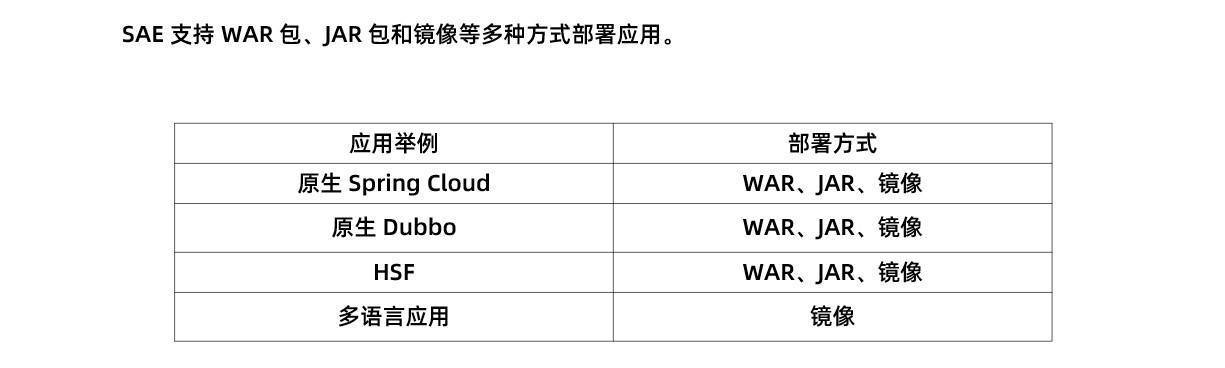 SAE 支持 WAR 包、JAR 包和镜像等多种方式部署应用。
应用举例 部署方式
原生 Spring Cloud WAR、JAR、镜像
原生 Dubbo WAR、JAR、镜像
HSF WAR、JAR、镜像
多语言应用 镜像